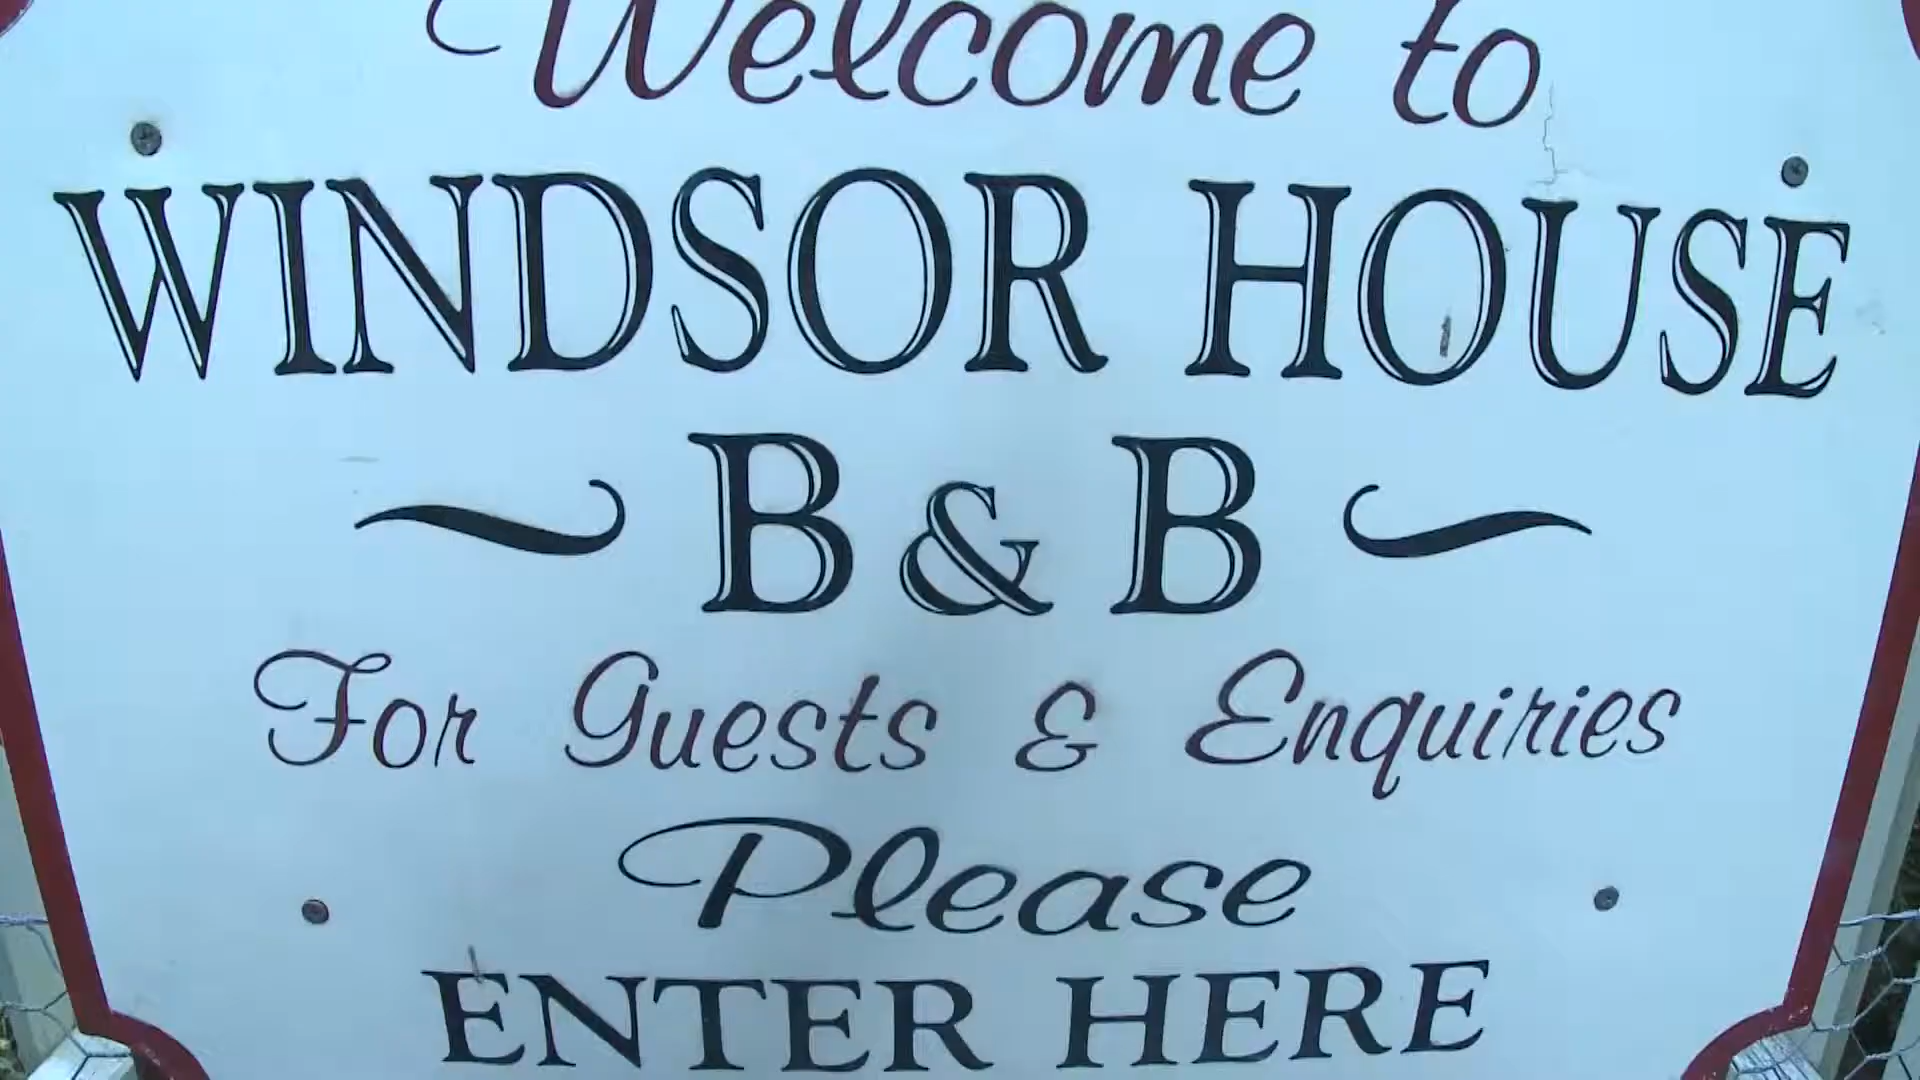 Welcome to
WINDSOR HOUSE
B & B
For Guests & Enquiries
Please
ENTER HERE